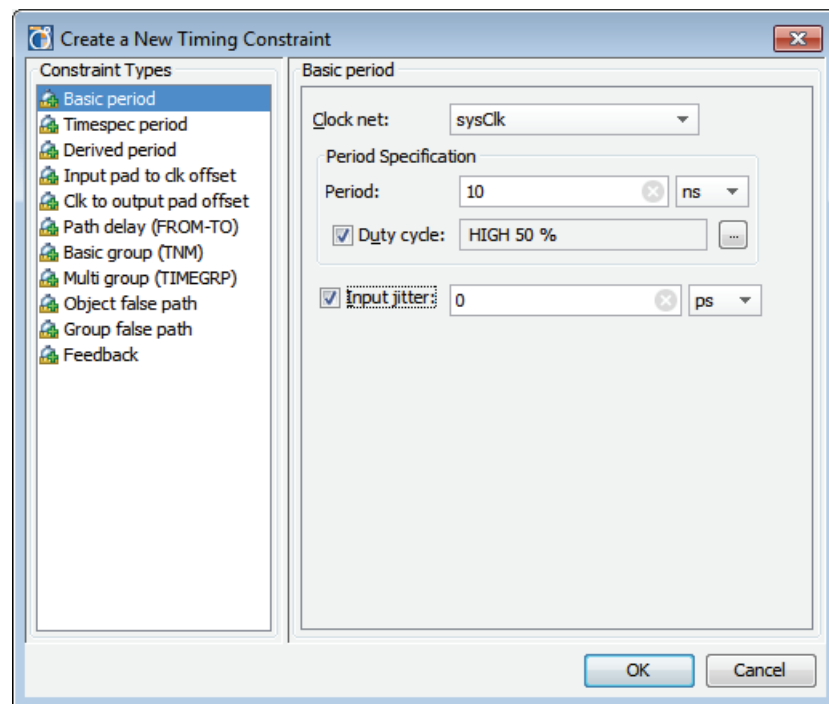 Create a New Timing Constraint
Constraint Types
Basic period
Timespec period
Derived period
Input pad to clk offset
Clk to output pad offset
Path delay (FROM-TO)
Basic group (TNM)
Multi group (TIMEGRP)
Object false path
Group false path
Feedback
Basic period
Clock net: sysClk
Period Specification
Period: 10 ns
Duty cycle: HIGH 50 % ...
Input jitter: 0 ps
OK Cancel